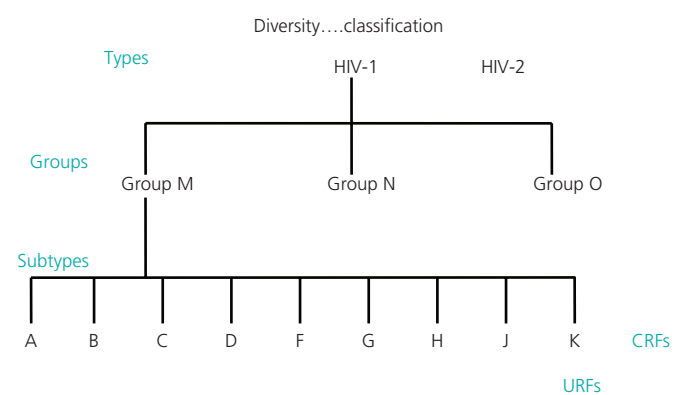 Diversity….classification
Types
HIV-1 HIV-2
Groups
Group M Group N Group O
Subtypes
A B C D F G H J K CRFs
URFs